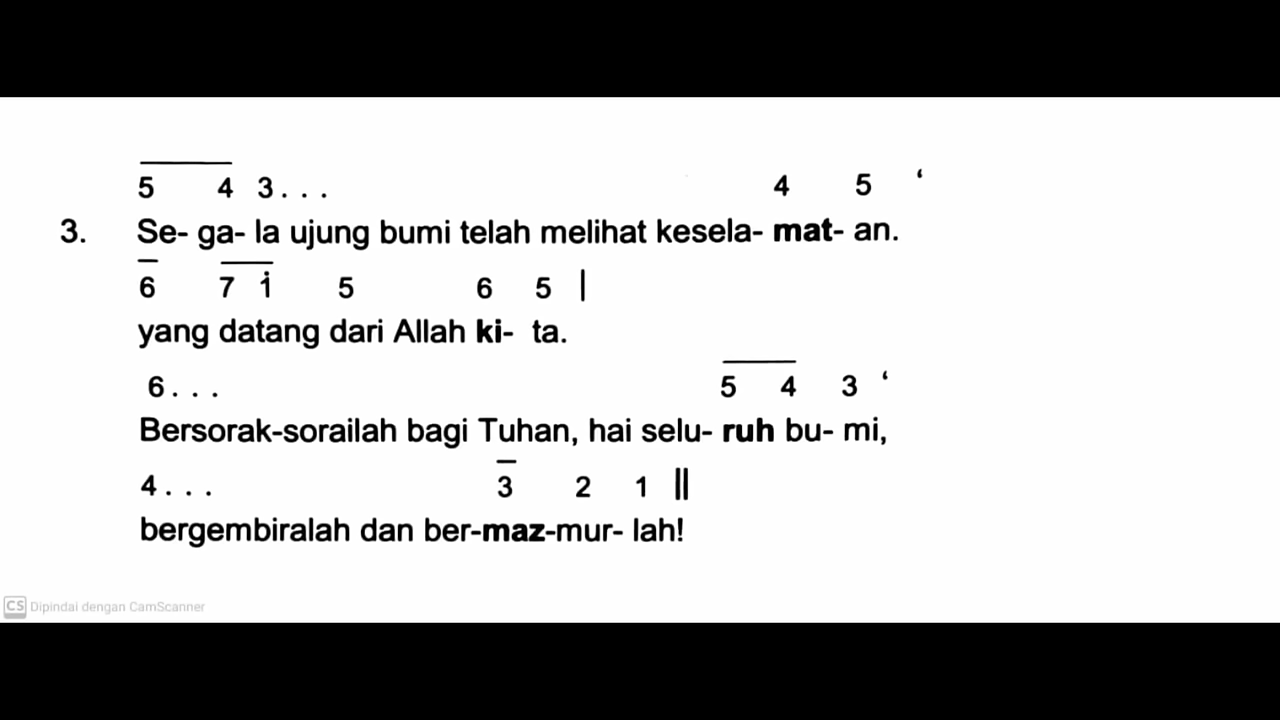 5 4 3 . . . 4 5 ‘
3. Se- ga- la ujung bumi telah melihat kesela- mat- an.
6 7 i 5 6 5 |
yang datang dari Allah ki- ta.
6 . . . 5 4 3 ‘
Bersorak-sorailah bagi Tuhan, hai selu- ruh bu- mi,
4 . . . 3 2 1 ||
bergembiralah dan ber-maz-mur- lah!
CS Dipindai dengan CamScanner